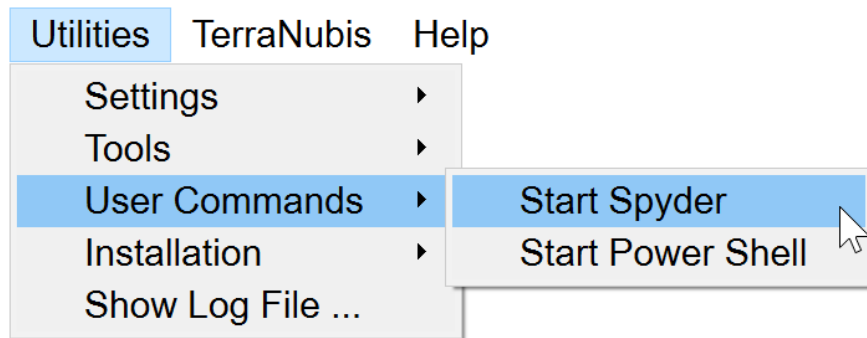 Utilities TerraNubis Help
Settings
Tools
User Commands
Start Spyder
Installation
Start Power Shell
Show Log File ...